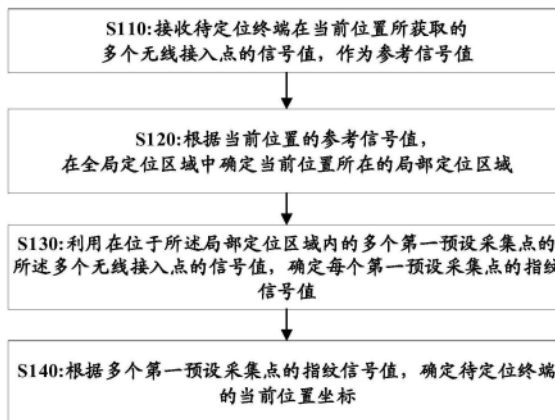 S110:接收待定位终端在当前位置所获取的
多个无线接入点的信号值，作为参考信号值
S120:根据当前位置的参考信号值，
在全局定位区域中确定当前位置所在的局部定位区域
S130:利用在位于所述局部定位区域内的多个第一预设采集点的
所述多个无线接入点的信号值，确定每个第一预设采集点的指纹
信号值
S140:根据多个第一预设采集点的指纹信号值，确定待定位终端
的当前位置坐标